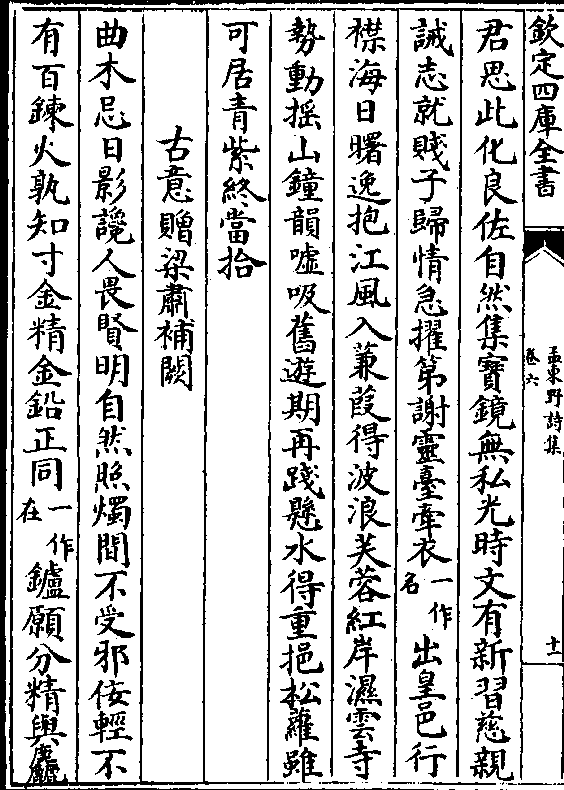 欽定四庫全書
孟東野詩集
卷六
十一
君思此化良佐自然集寶鏡無私光時文有新習慈親
誡志就賤子歸情急擢第謝靈臺牽衣一作名出皇邑行
襟海日曙逸抱江風入蒹葭得波浪芙蓉紅岸濕雲寺
勢動搖山鐘韻噓吸舊遊期再踐懸水得重挹松蘿雖
可居青紫終當拾
古意贈梁肅補闕
曲木忌日影讒人畏賢明自然照燭間不受邪佞輕不
有百鍊火孰知寸金精金鉛正同一作在鑪願分精與麤